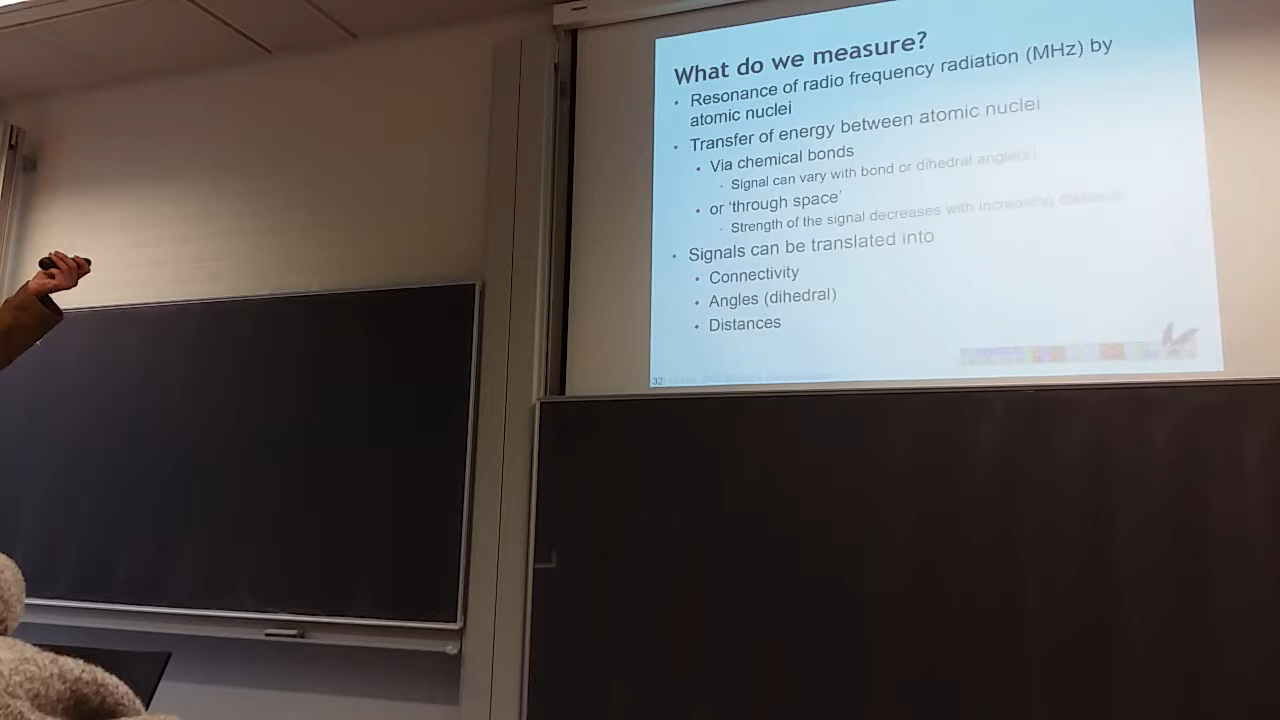 What do we measure?
• Resonance of radio frequency radiation (MHz) by
atomic nuclei
• Transfer of energy between atomic nuclei
• Via chemical bonds
• Signal can vary with bond or dihedral angle(s)
• or 'through space'
• Strength of the signal decreases with increasing distance
• Signals can be translated into
• Connectivity
• Angles (dihedral)
• Distances
32